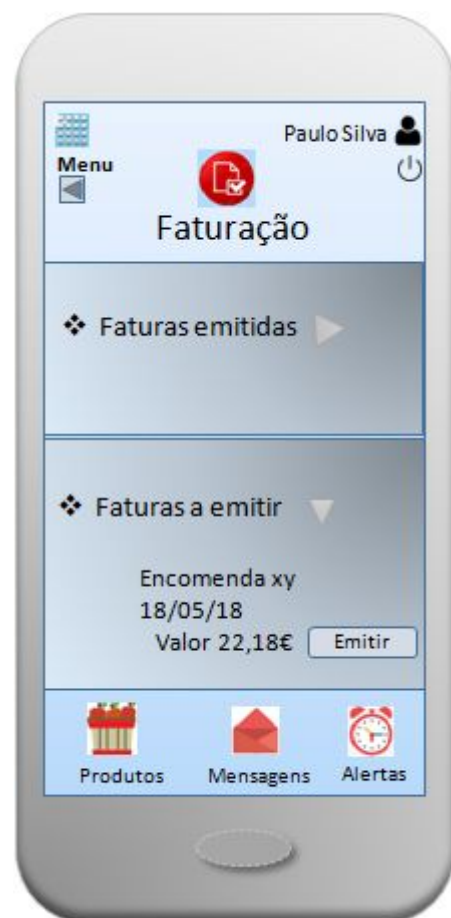 Paulo Silva
Menu
Faturação
Faturas emitidas
Faturas a emitir
Encomenda xy
18/05/18
Valor 22,18€ Emitir
Produtos Mensagens Alertas